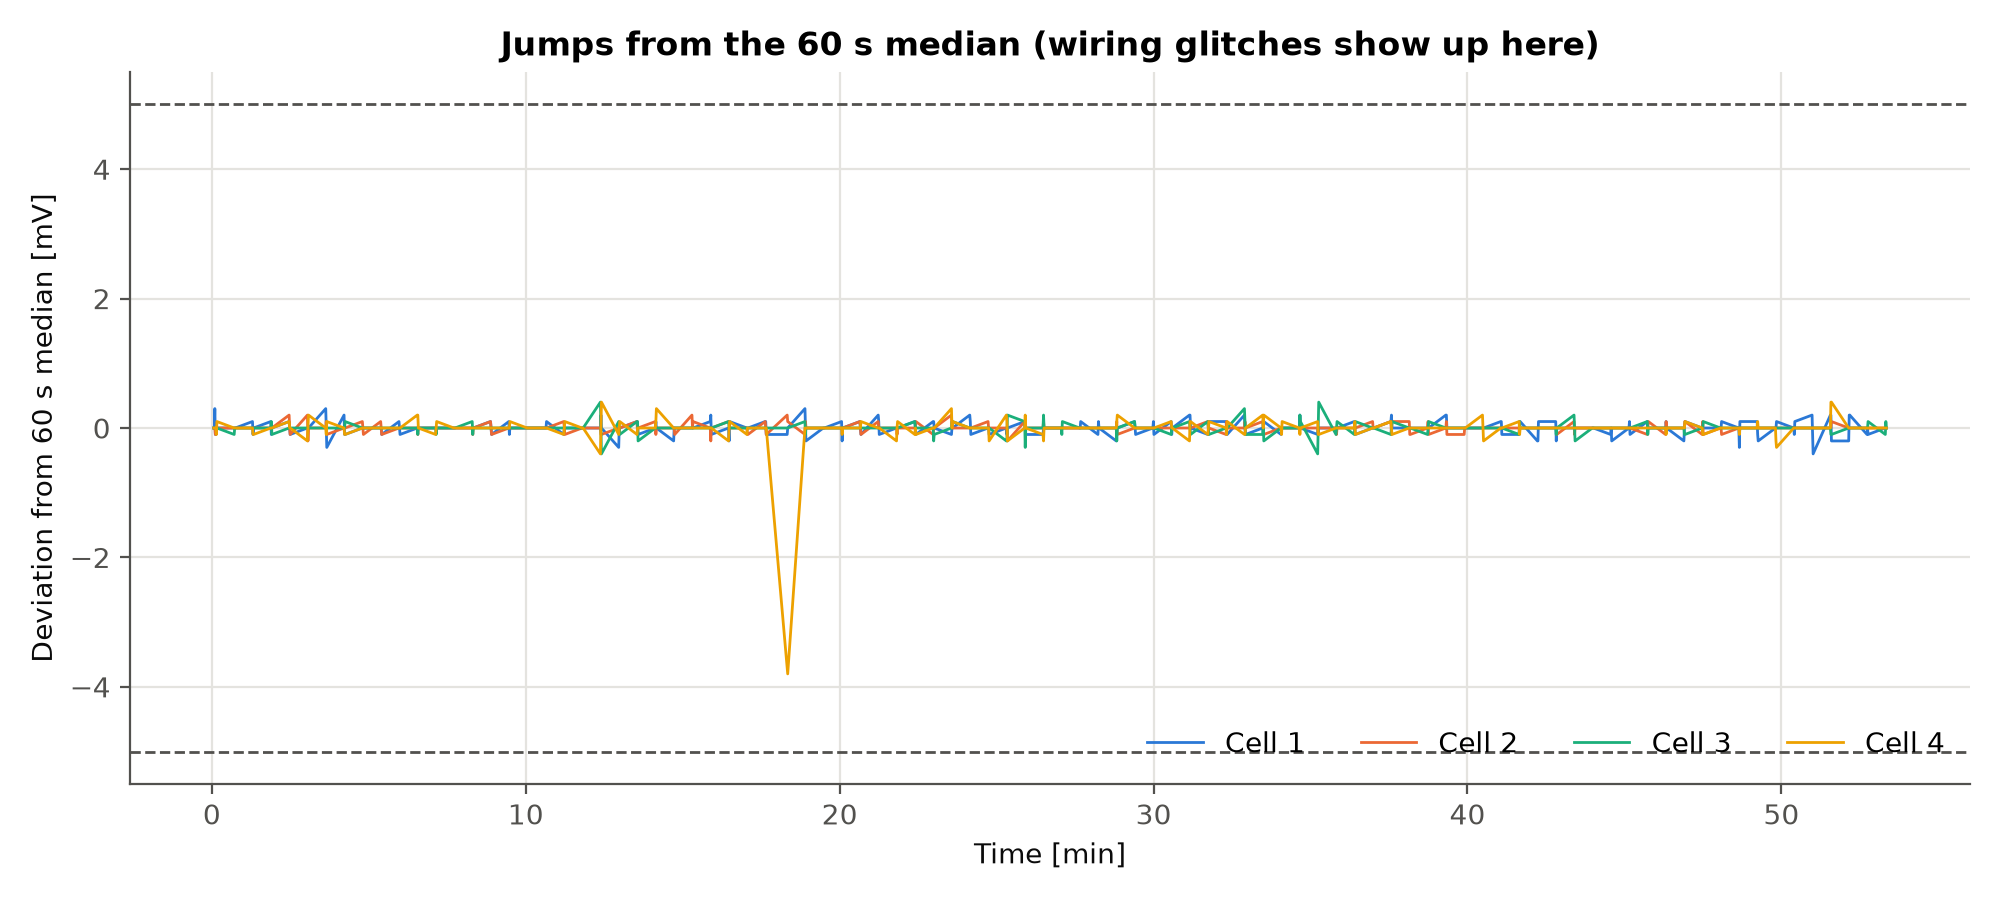 Jumps from the 60 s median (wiring glitches show up here)
Deviation from 60 s median [mV]
4
2
0
−2
−4
Cell 1 Cell 2 Cell 3 Cell 4
0 10 20 30 40 50
Time [min]